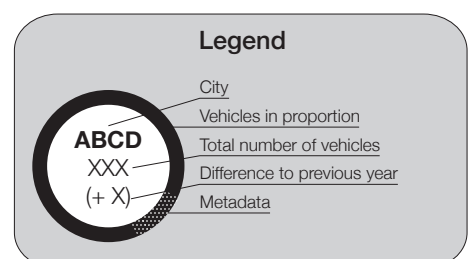 Legend
City
Vehicles in proportion
ABCD
Total number of vehicles
XXX
Difference to previous year
(+ X)
Metadata